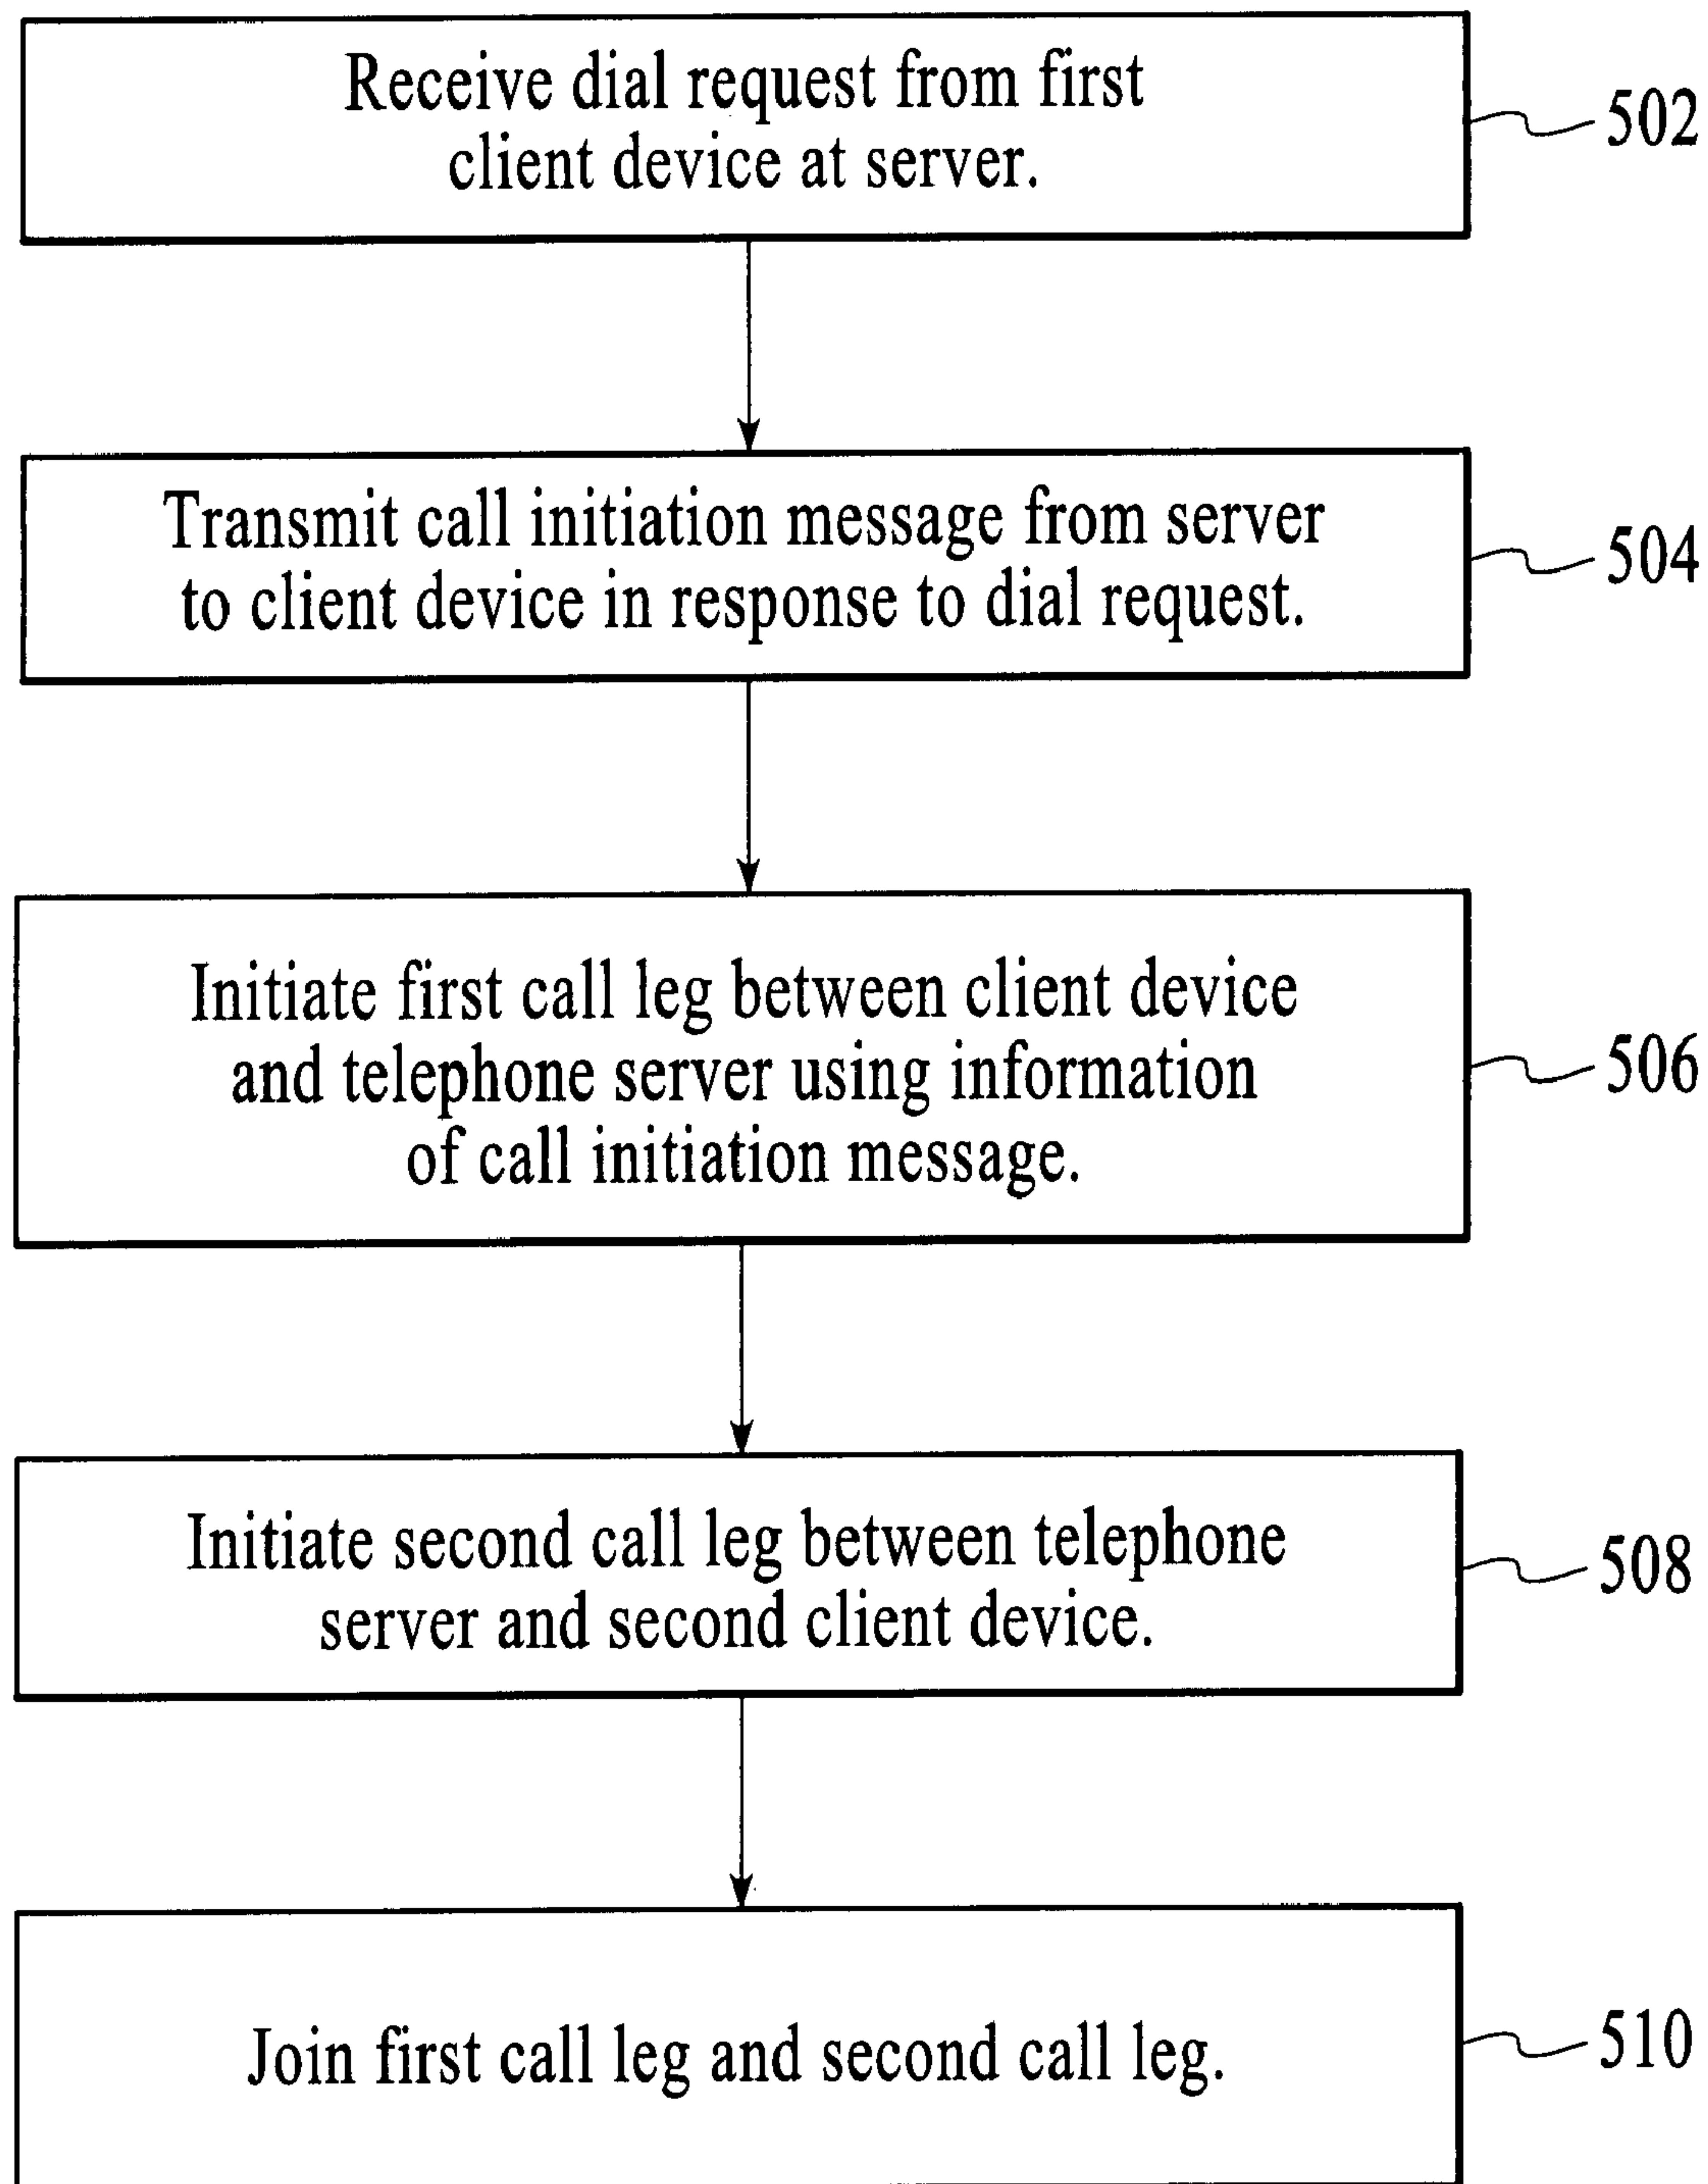 Receive dial request from first
client device at server.
502
Transmit call initiation message from server
to client device in response to dial request.
504
Initiate first call leg between client device
and telephone server using information
of call initiation message.
506
Initiate second call leg between telephone
server and second client device.
508
Join first call leg and second call leg.
510